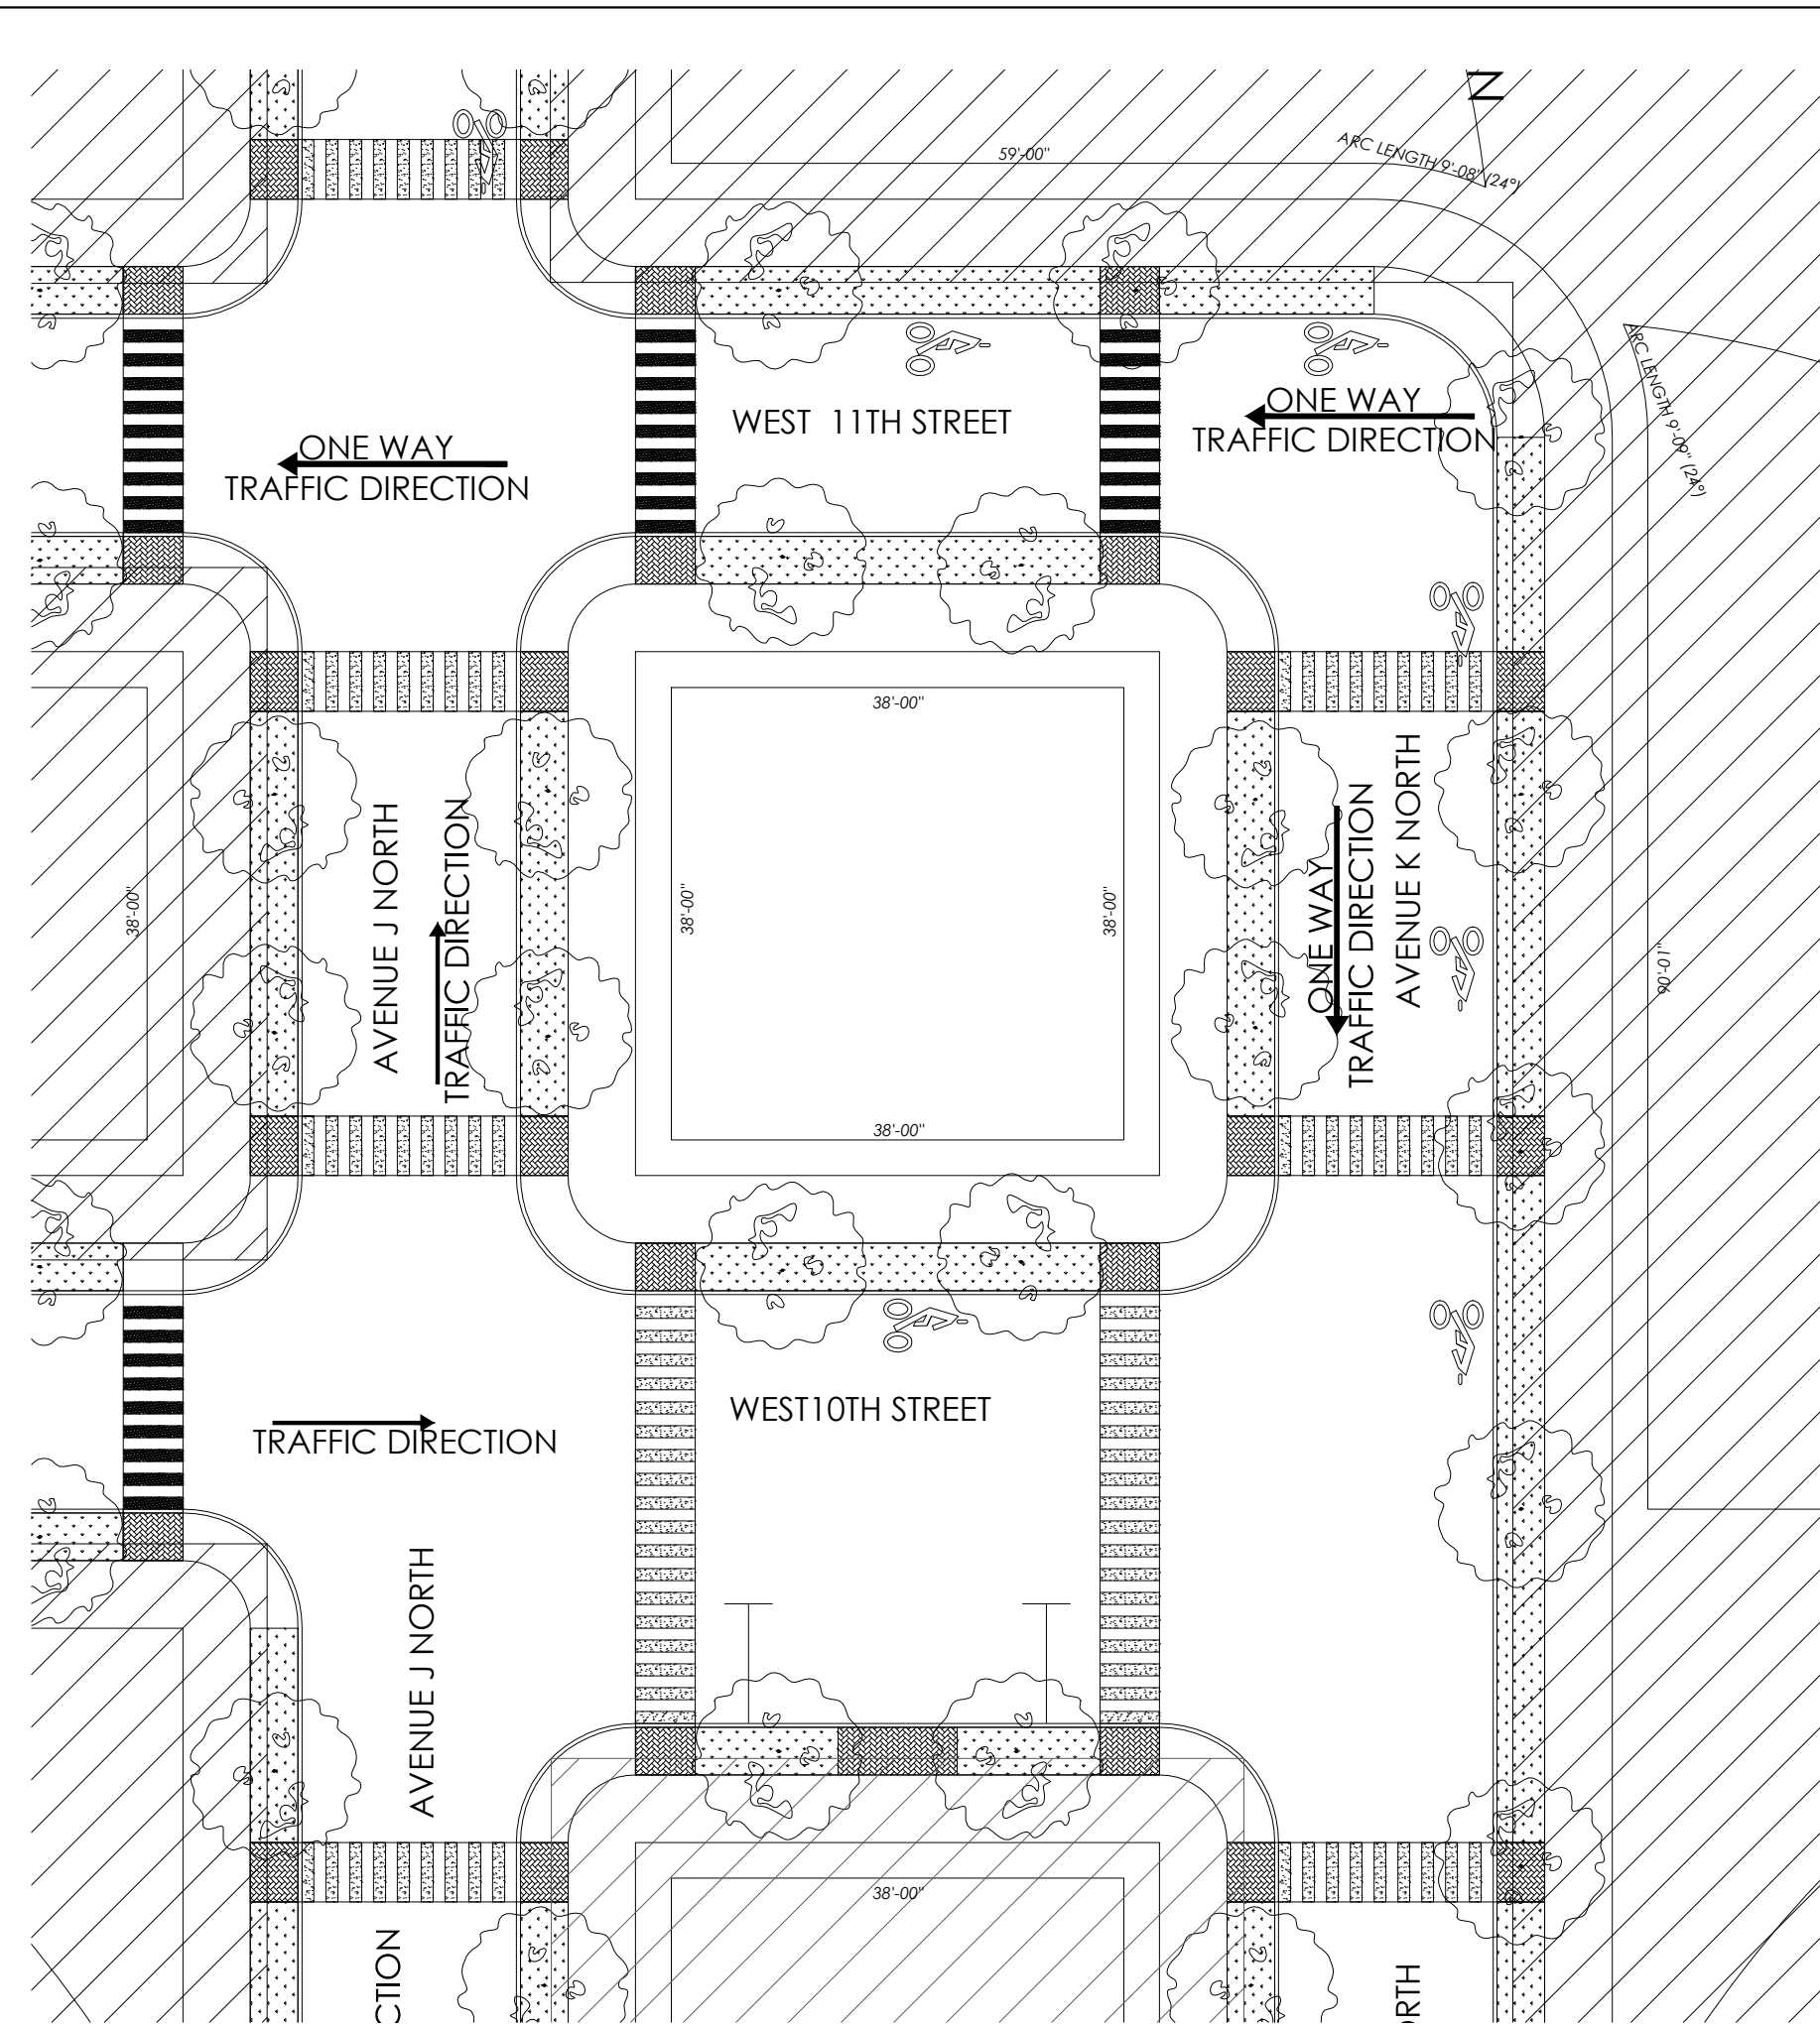 N
59'-00"
ARC LENGTH 9'-08" (24°)
ARC LENGTH 9'-09" (24°)
ONE WAY
TRAFFIC DIRECTION
WEST 11TH STREET
ONE WAY
TRAFFIC DIRECTION
38'-00"
38'-00"
AVENUE J NORTH
TRAFFIC DIRECTION
38'-00"
38'-00"
38'-00"
ONE WAY
TRAFFIC DIRECTION
AVENUE K NORTH
90'-01"
WEST10TH STREET
TRAFFIC DIRECTION
AVENUE J NORTH
38'-00"
CTION
ORTH